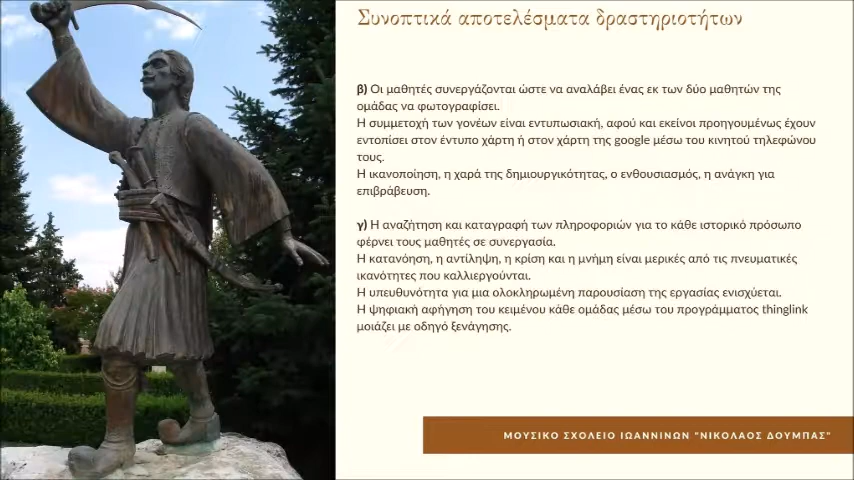 Συνοπτικά αποτελέσματα δραστηριοτήτων
β) Οι μαθητές συνεργάζονται ώστε να αναλάβει ένας εκ των δύο μαθητών της
ομάδας να φωτογραφίσει.
Η συμμετοχή των γονέων είναι εντυπωσιακή, αφού και εκείνοι προηγουμένως έχουν
εντοπίσει στον έντυπο χάρτη ή στον χάρτη της google μέσω του κινητού τηλεφώνου
τους.
Η ικανοποίηση, η χαρά της δημιουργικότητας, ο ενθουσιασμός, η ανάγκη για
επιβράβευση.
γ) Η αναζήτηση και καταγραφή των πληροφοριών για το κάθε ιστορικό πρόσωπο
φέρνει τους μαθητές σε συνεργασία.
Η κατανόηση, η αντίληψη, η κρίση και η μνήμη είναι μερικές από τις πνευματικές
ικανότητες που καλλιεργούνται.
Η υπευθυνότητα για μια ολοκληρωμένη παρουσίαση της εργασίας ενισχύεται.
Η ψηφιακή αφήγηση του κειμένου κάθε ομάδας μέσω του προγράμματος thinglink
μοιάζει με οδηγό ξενάγησης.
ΜΟΥΣΙΚΟ ΣΧΟΛΕΙΟ ΙΩΑΝΝΙΝΩΝ "ΝΙΚΟΛΑΟΣ ΔΟΥΜΠΑΣ"